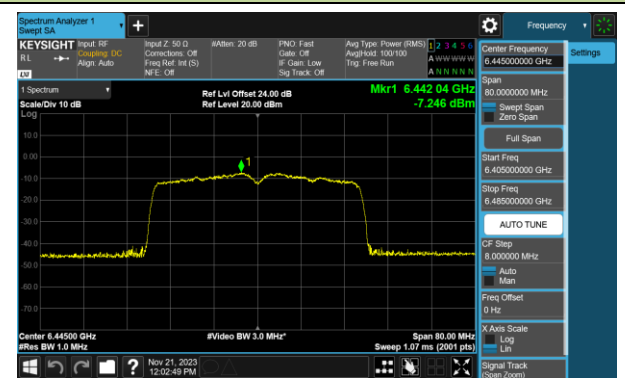 Spectrum Analyzer 1
Swept SA
Frequency
KEYSIGHT
RL
Input: RF
Coupling: DC
Align: Auto
Input Z: 50 Ω
Corrections: Off
Freq Ref: Int (S)
NFE: Off
#Atten: 20 dB
PNO: Fast
Gate: Off
IF Gain: Low
Sig Track: Off
Avg Type: Power (RMS)
Avg|Hold: 100/100
Trig: Free Run
1 2 3 4 5 6
A W W W W W
A N N N N N
LXI
1 Spectrum
Scale/Div 10 dB
Ref Lvl Offset 24.00 dB
Ref Level 20.00 dBm
Mkr1 6.442 04 GHz
-7.246 dBm
Log
10.0
0.00
-10.0
-20.0
-30.0
-40.0
-50.0
-60.0
-70.0
1
Center 6.44500 GHz
#Res BW 1.0 MHz
#Video BW 3.0 MHz*
Span 80.00 MHz
Sweep 1.07 ms (2001 pts)
Nov 21, 2023
12:02:49 PM
Center Frequency
6.445000000 GHz
Settings
Span
80.0000000 MHz
Swept Span
Zero Span
Full Span
Start Freq
6.405000000 GHz
Stop Freq
6.485000000 GHz
AUTO TUNE
CF Step
8.000000 MHz
Auto
Man
Freq Offset
0 Hz
X Axis Scale
Log
Lin
Signal Track
(Span Zoom)